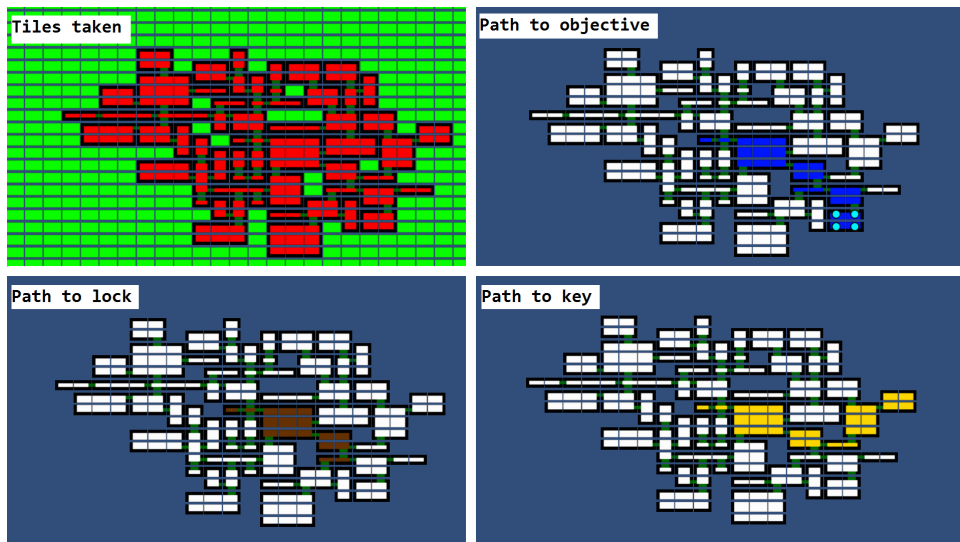 Tiles taken
Path to objective
Path to lock
Path to key